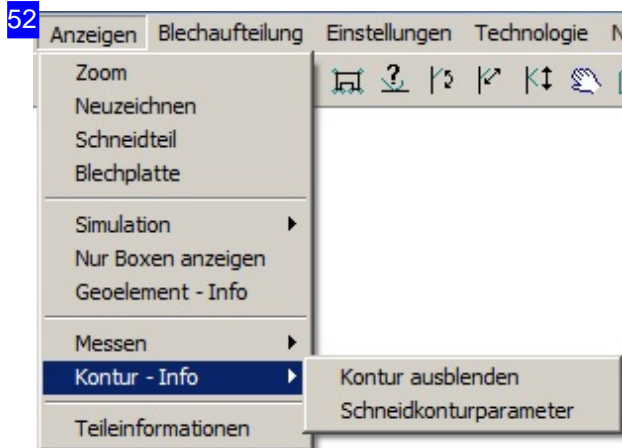 52
Anzeigen Blechaufteilung Einstellungen Technologie N
Zoom
Neuzeichnen
Schneidteil
Blechplatte
Simulation
Nur Boxen anzeigen
Geoelement - Info
Messen
Kontur - Info
Kontur ausblenden
Schneidkonturparameter
Teileinformationen